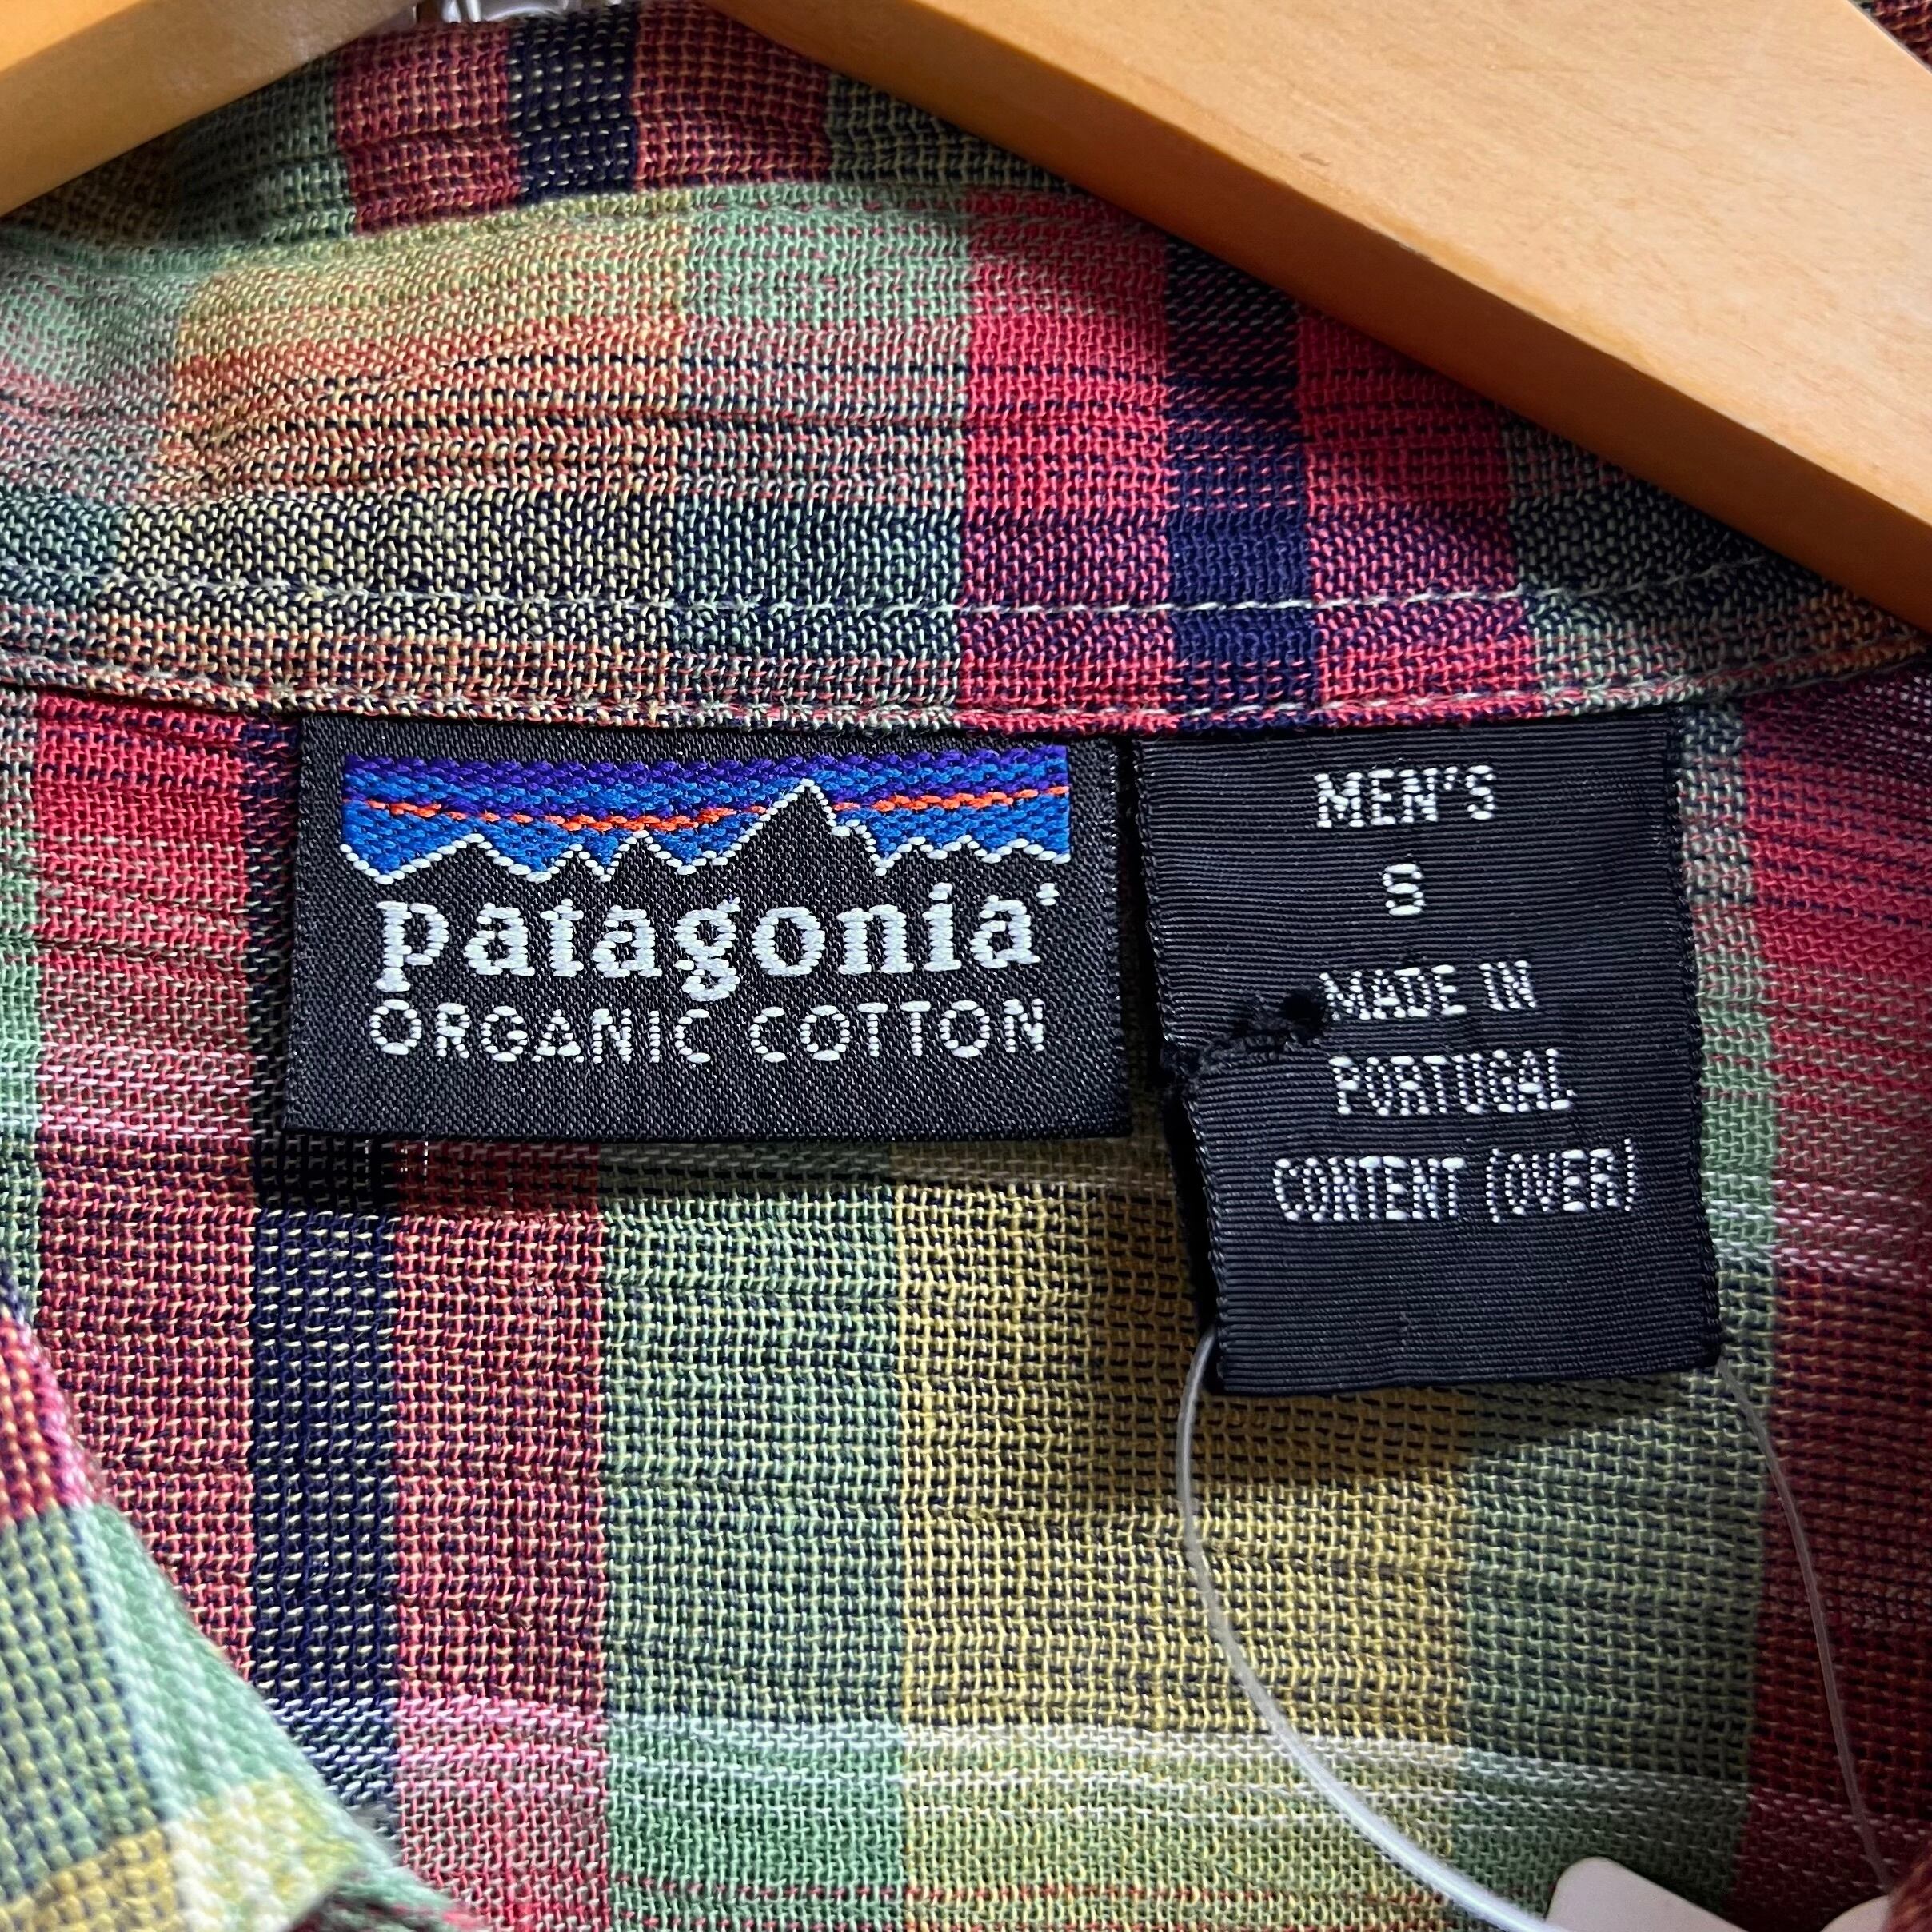 patagonia
ORGANIC COTTON
MEN'S
S
MADE IN
PORTUGAL
CONTENT (OVER)